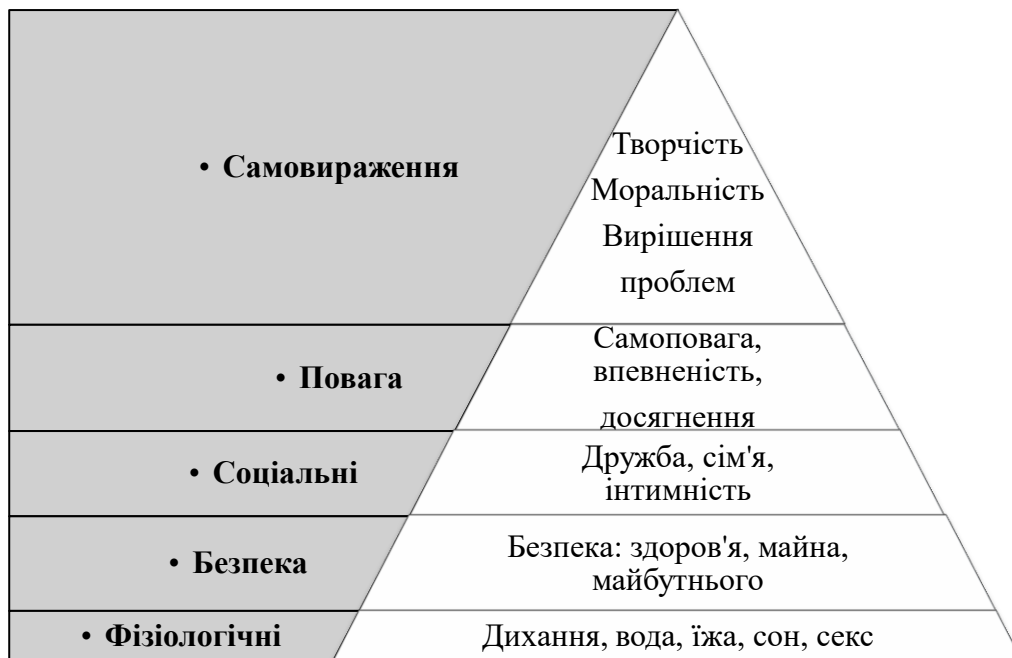 • Самовираження
Творчість
Моральність
Вирішення
проблем
• Повага
Самоповага,
впевненість,
досягнення
• Соціальні
Дружба, сім'я,
інтимність
• Безпека
Безпека: здоров'я, майна,
майбутнього
• Фізіологічні
Дихання, вода, їжа, сон, секс